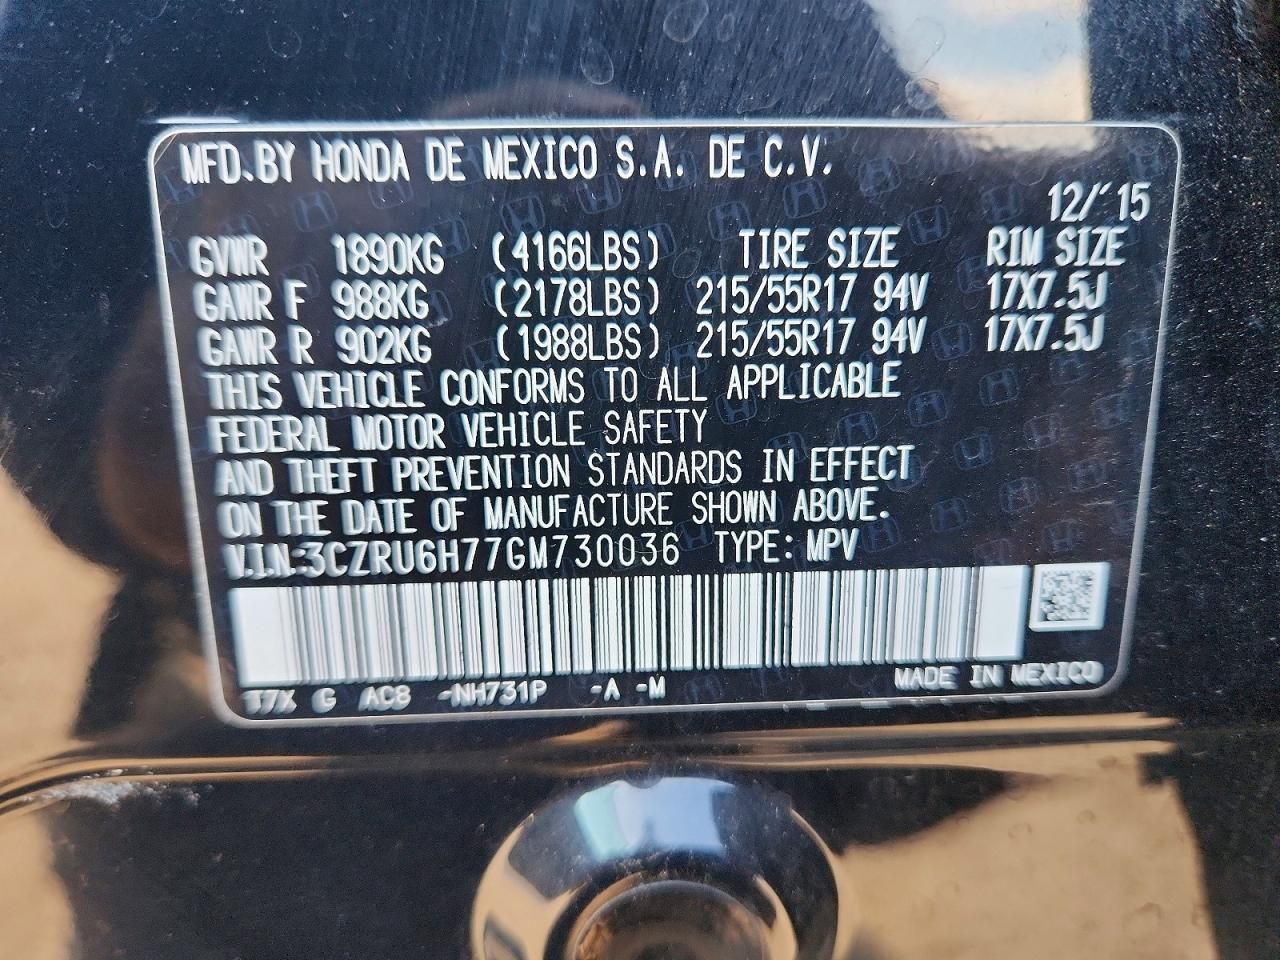 MFD.BY HONDA DE MEXICO S.A. DE C.V.
12/'15
GVWR 1890KG (4166LBS) TIRE SIZE RIM SIZE
GAWR F 988KG (2178LBS) 215/55R17 94V 17X7.5J
GAWR R 902KG (1988LBS) 215/55R17 94V 17X7.5J
THIS VEHICLE CONFORMS TO ALL APPLICABLE
FEDERAL MOTOR VEHICLE SAFETY
AND THEFT PREVENTION STANDARDS IN EFFECT
ON THE DATE OF MANUFACTURE SHOWN ABOVE.
V.I.N:3CZRU6H77GM730036 TYPE: MPV
T7X G AC8 -NH731P -A -M MADE IN MEXICO